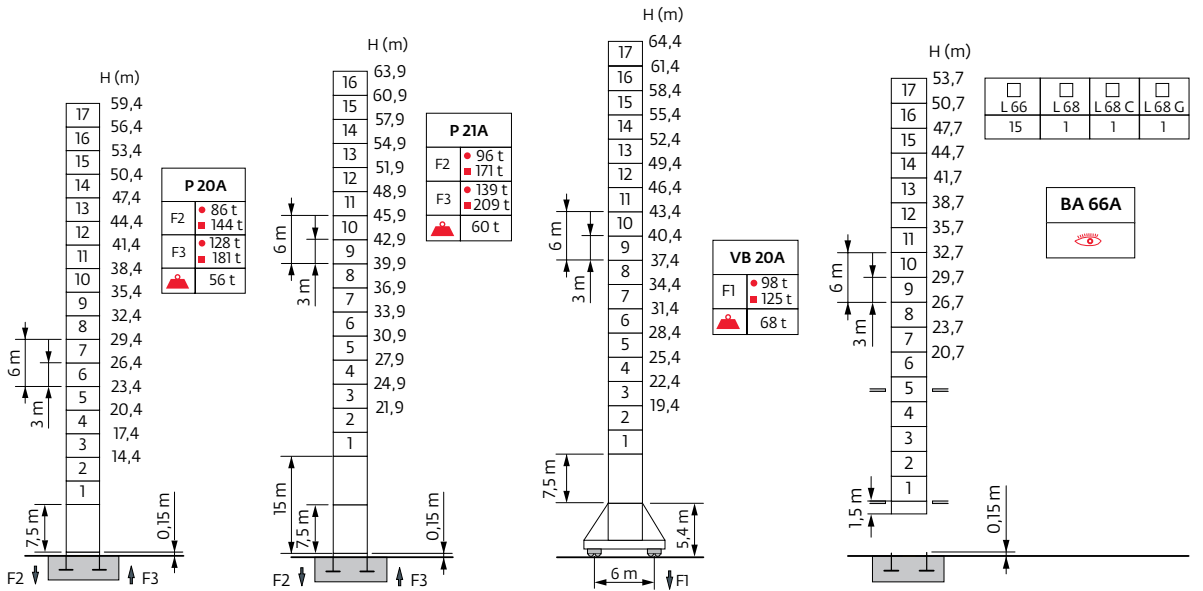 H (m)
59,4
17
56,4
16
53,4
15
50,4
14
47,4
13
44,4
12
41,4
11
38,4
10
35,4
9
32,4
8
29,4
7
26,4
6
23,4
5
20,4
4
17,4
3
14,4
2
1
6 m
3 m
7,5 m
0,15 m
F2
F3
P 20A
F2 86 t
144 t
F3 128 t
181 t
56 t
H (m)
63,9
16
60,9
15
57,9
14
54,9
13
51,9
12
48,9
11
45,9
10
42,9
9
39,9
8
36,9
7
33,9
6
30,9
5
27,9
4
24,9
3
21,9
2
1
6 m
3 m
15 m
7,5 m
0,15 m
F2
F3
P 21A
F2 96 t
171 t
F3 139 t
209 t
60 t
H (m)
64,4
17
61,4
16
58,4
15
55,4
14
52,4
13
49,4
12
46,4
11
43,4
10
40,4
9
37,4
8
34,4
7
31,4
6
28,4
5
25,4
4
22,4
3
19,4
2
1
6 m
3 m
7,5 m
5,4 m
6 m
F1
VB 20A
F1 98 t
125 t
68 t
H (m)
53,7
17
50,7
16
47,7
15
44,7
14
41,7
13
38,7
12
35,7
11
32,7
10
29,7
9
26,7
8
23,7
7
20,7
6
5
4
3
2
1
6 m
3 m
1,5 m
0,15 m
L 66 L 68 L 68 C L 68 G
15 1 1 1
BA 66A